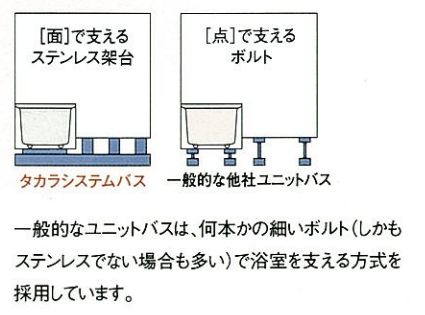 [面]で支える
ステンレス架台
[点]で支える
ボルト
タカラシステムバス
一般的な他社ユニットバス
一般的なユニットバスは、何本かの細いボルト(しかも
ステンレスでない場合も多い)で浴室を支える方式を
採用しています。